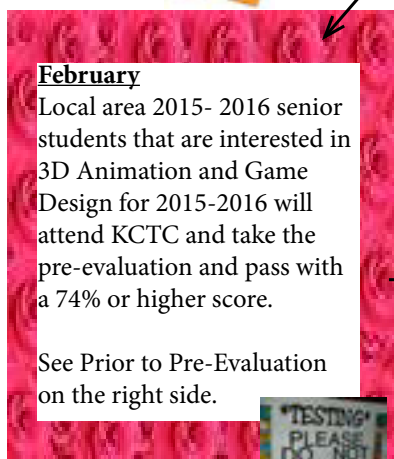 February
Local area 2015- 2016 senior
students that are interested in
3D Animation and Game
Design for 2015-2016 will
attend KCTC and take the
pre-evaluation and pass with
a 74% or higher score.
See Prior to Pre-Evaluation
on the right side.
*TESTING*
PLEASE
DO NOT